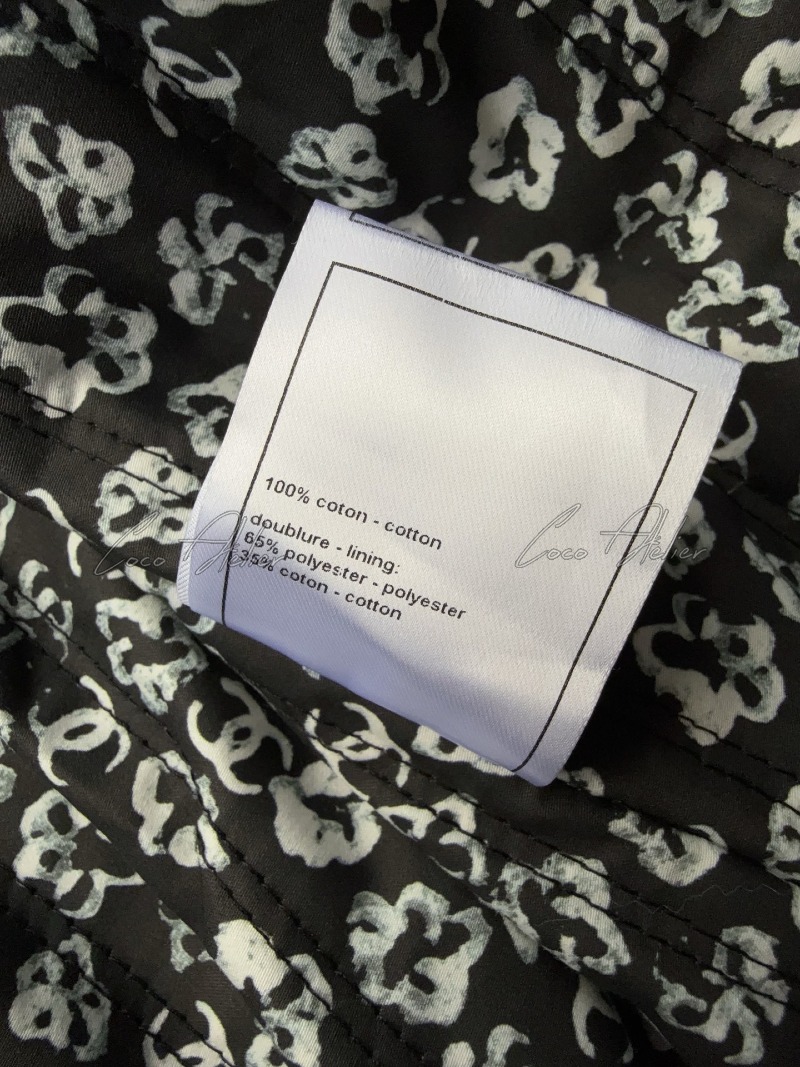 100% coton - cotton
doublure - lining:
65% polyester - polyester
35% coton - cotton
Coco Atelier
Coco Atelier